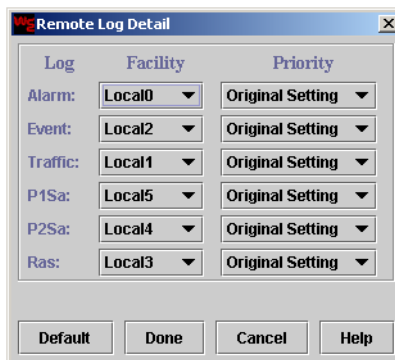 Remote Log Detail
Log Facility Priority
Alarm: Local0 Original Setting
Event: Local2 Original Setting
Traffic: Local1 Original Setting
P1Sa: Local5 Original Setting
P2Sa: Local4 Original Setting
Ras: Local3 Original Setting
Default Done Cancel Help